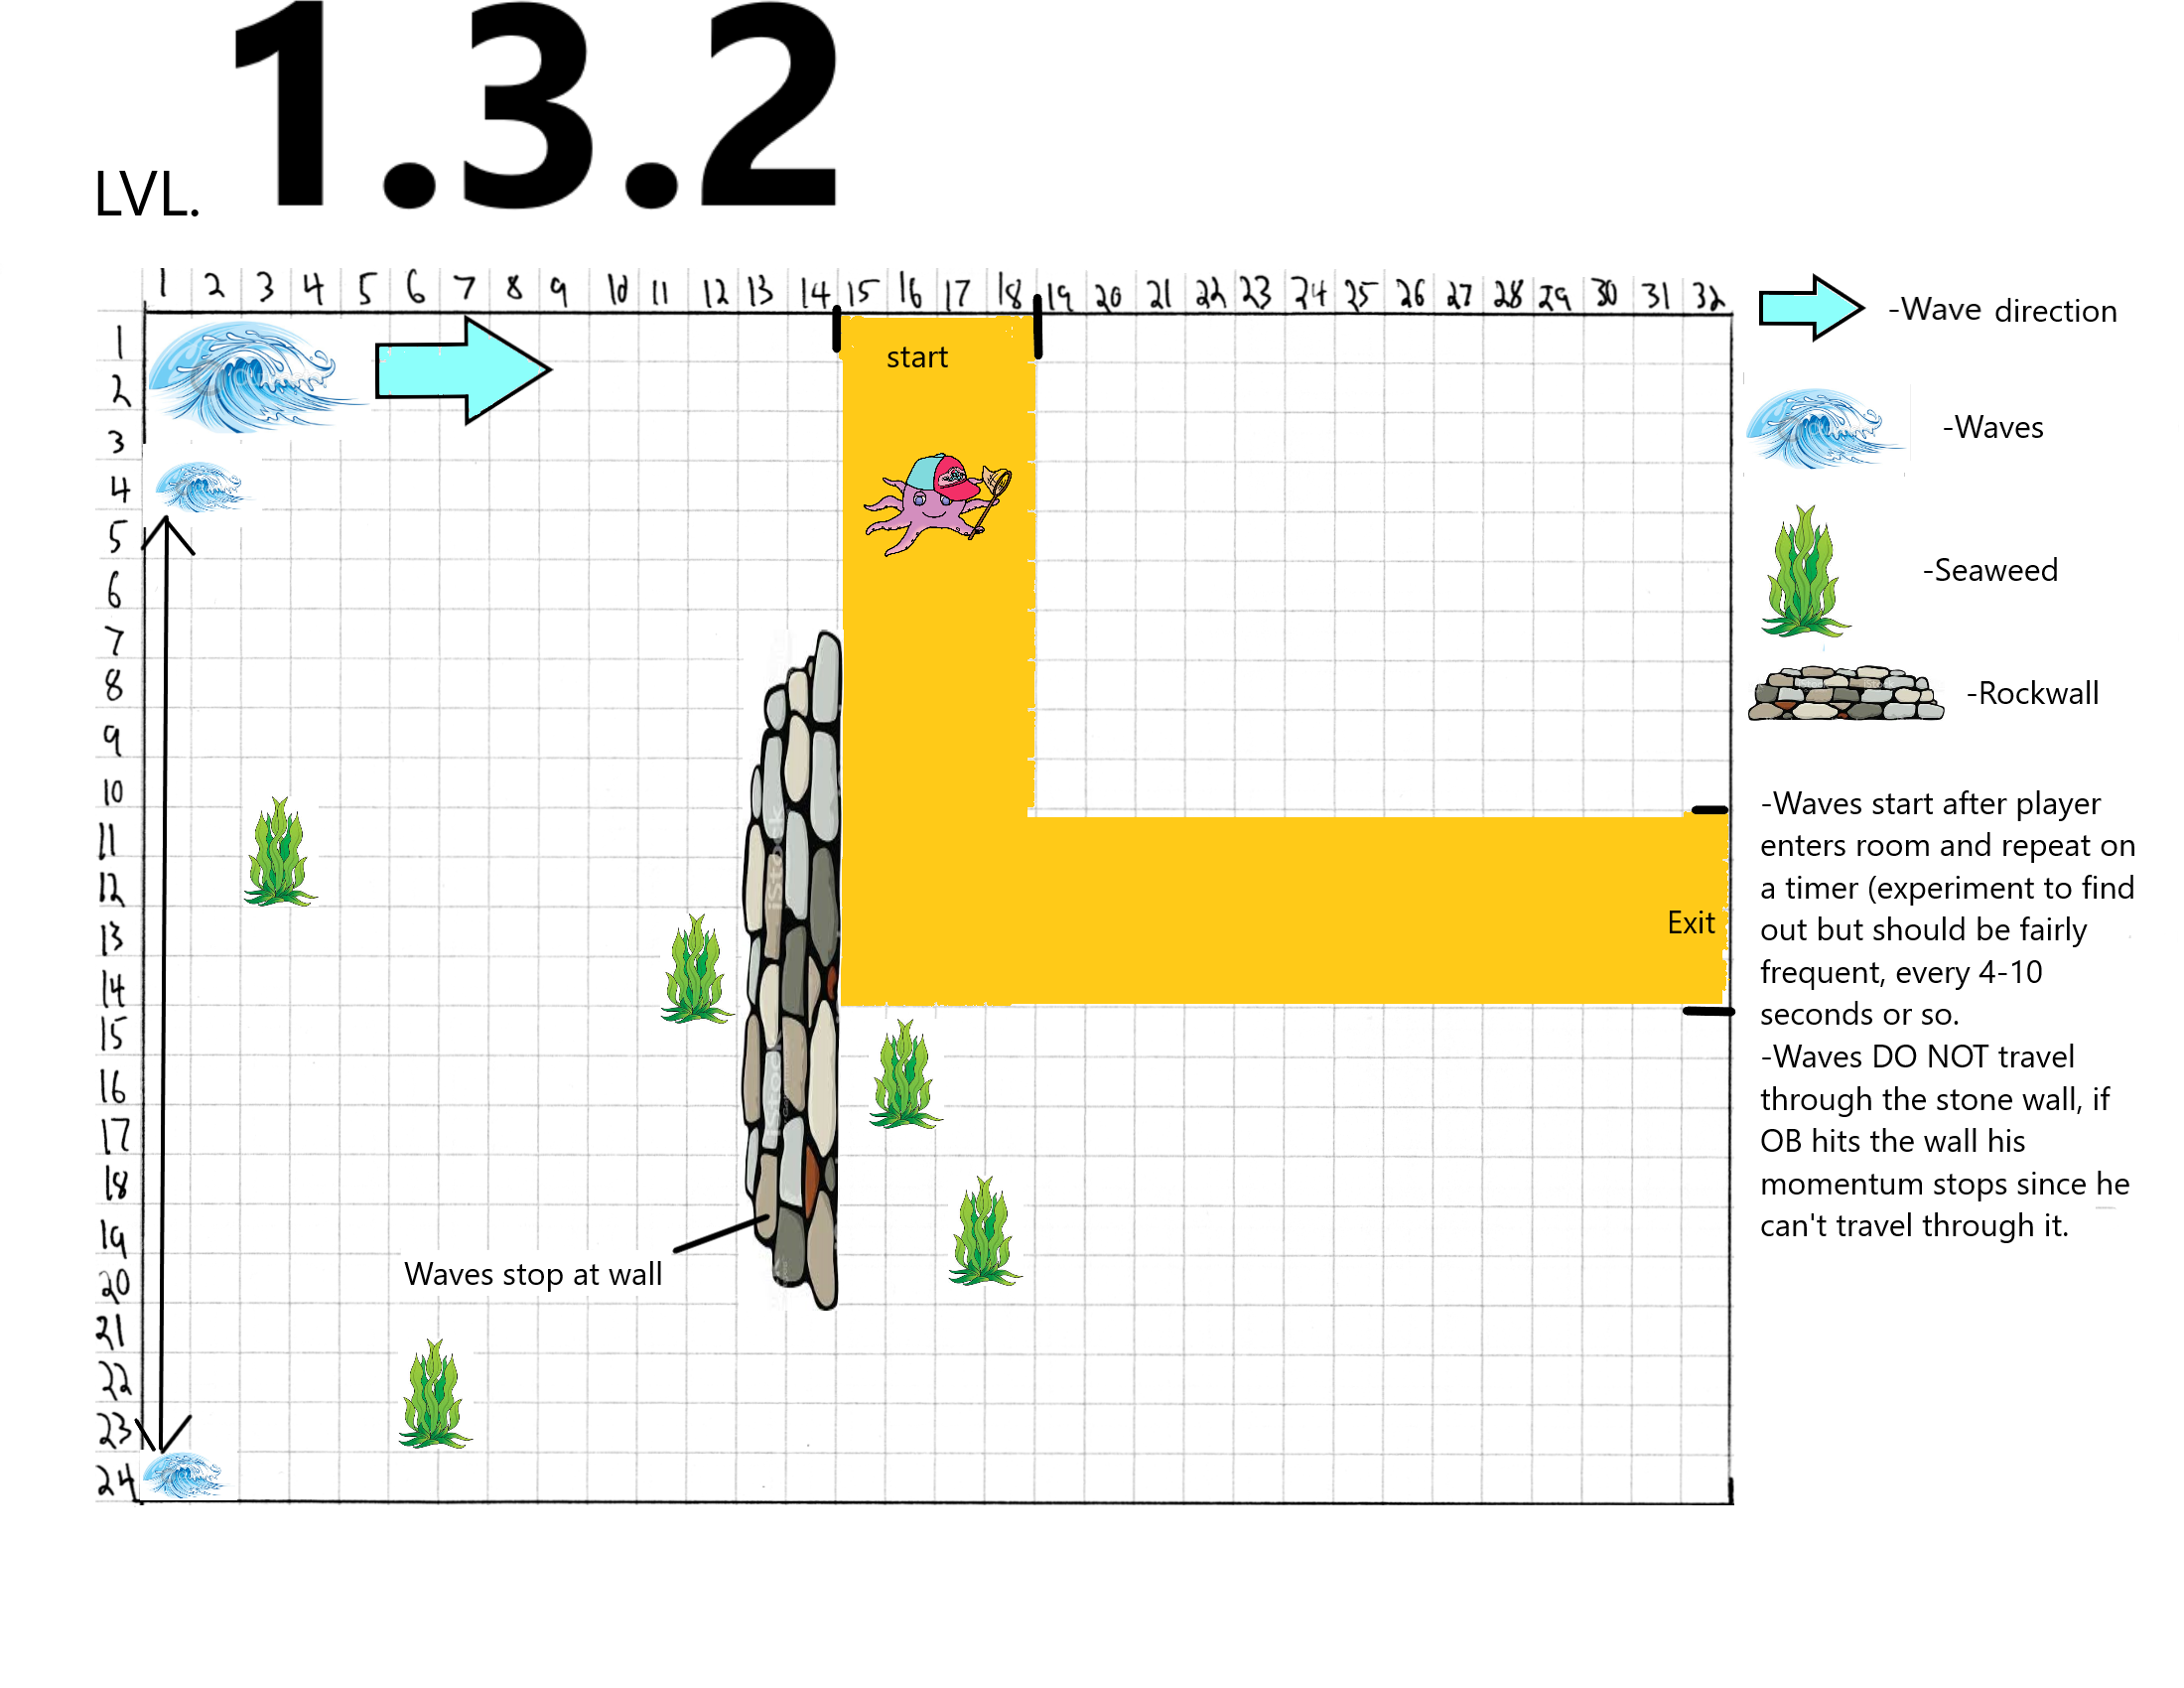 LVL. 1.3.2
1 2 3 4 5 6 7 8 9 10 11 12 13 14 15 16 17 18 19 20 21 22 23 24 25 26 27 28 29 30 31 32
1
2
3
4
5
6
7
8
9
10
11
12
13
14
15
16
17
18
19
20
21
22
23
24
start
Exit
Waves stop at wall
-Wave direction
-Waves
-Seaweed
-Rockwall
-Waves start after player
enters room and repeat on
a timer (experiment to find
out but should be fairly
frequent, every 4-10
seconds or so.
-Waves DO NOT travel
through the stone wall, if
OB hits the wall his
momentum stops since he
can't travel through it.
iStock
iStock